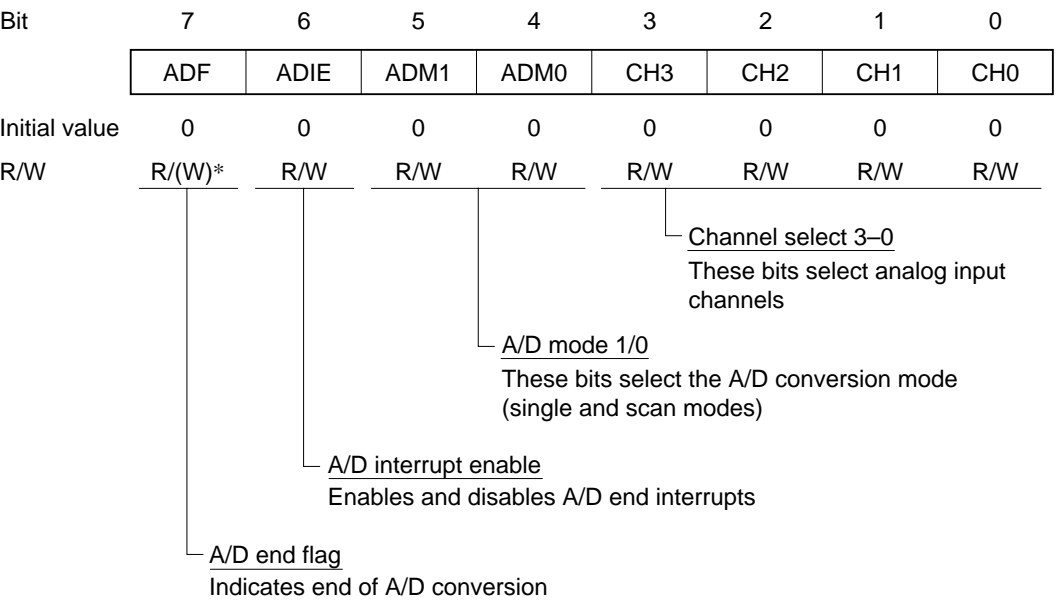 Bit 7 6 5 4 3 2 1 0
ADF ADIE ADM1 ADM0 CH3 CH2 CH1 CH0
Initial value 0 0 0 0 0 0 0 0
R/W R/(W)* R/W R/W R/W R/W R/W R/W R/W
Channel select 3–0
These bits select analog input
channels
A/D mode 1/0
These bits select the A/D conversion mode
(single and scan modes)
A/D interrupt enable
Enables and disables A/D end interrupts
A/D end flag
Indicates end of A/D conversion